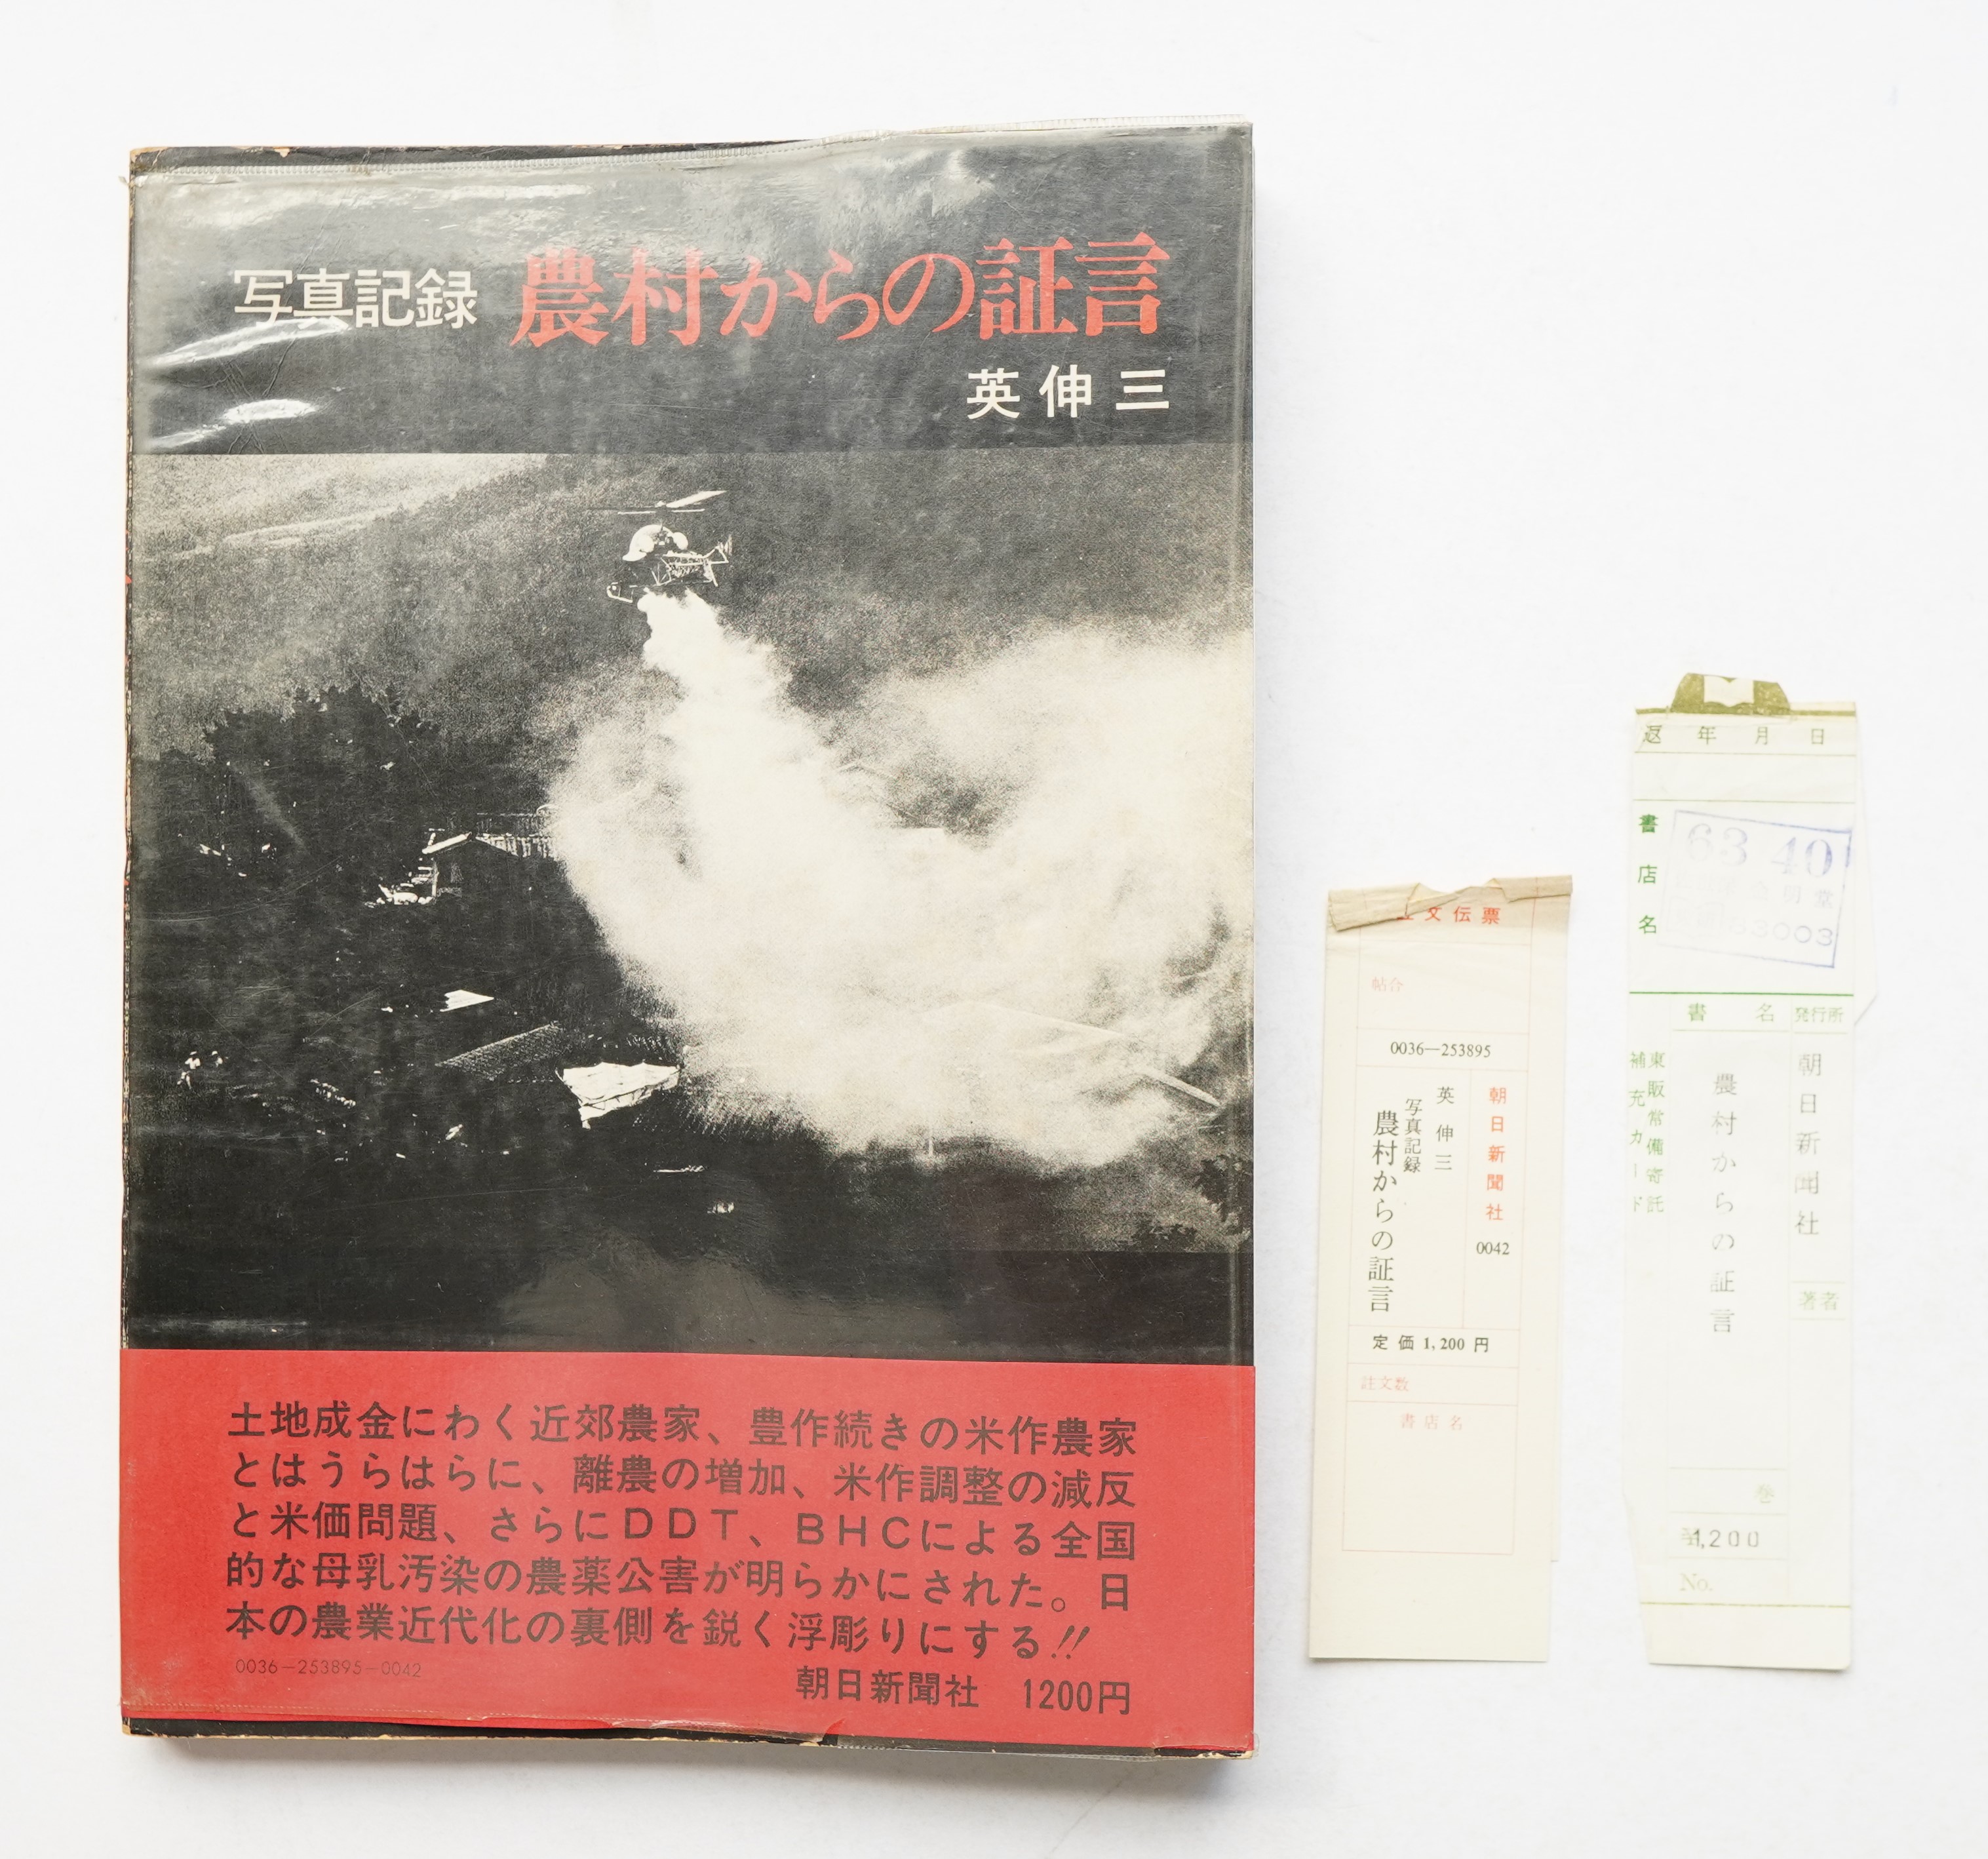 写真記録 農村からの証言
英伸三
土地成金にわく近郊農家、豊作続きの米作農家
とはうらはらに、離農の増加、米作調整の減反
と米価問題、さらにDDT、BHCによる全国
的な母乳汚染の農薬公害が明らかにされた。日
本の農業近代化の裏側を鋭く浮彫りにする!!
0036-253895-0042
朝日新聞社 1200円
文伝票
帖合
0036-253895
朝日新聞社 0042
英伸三
写真記録
農村からの証言
定価1,200円
註文数
書店名
返 年 月 日
書店名
63 40
堂
3003
書名
発行所
朝日新聞社
農村からの証言
東販常備寄託
補充カード
著者
巻
¥1,200
No.